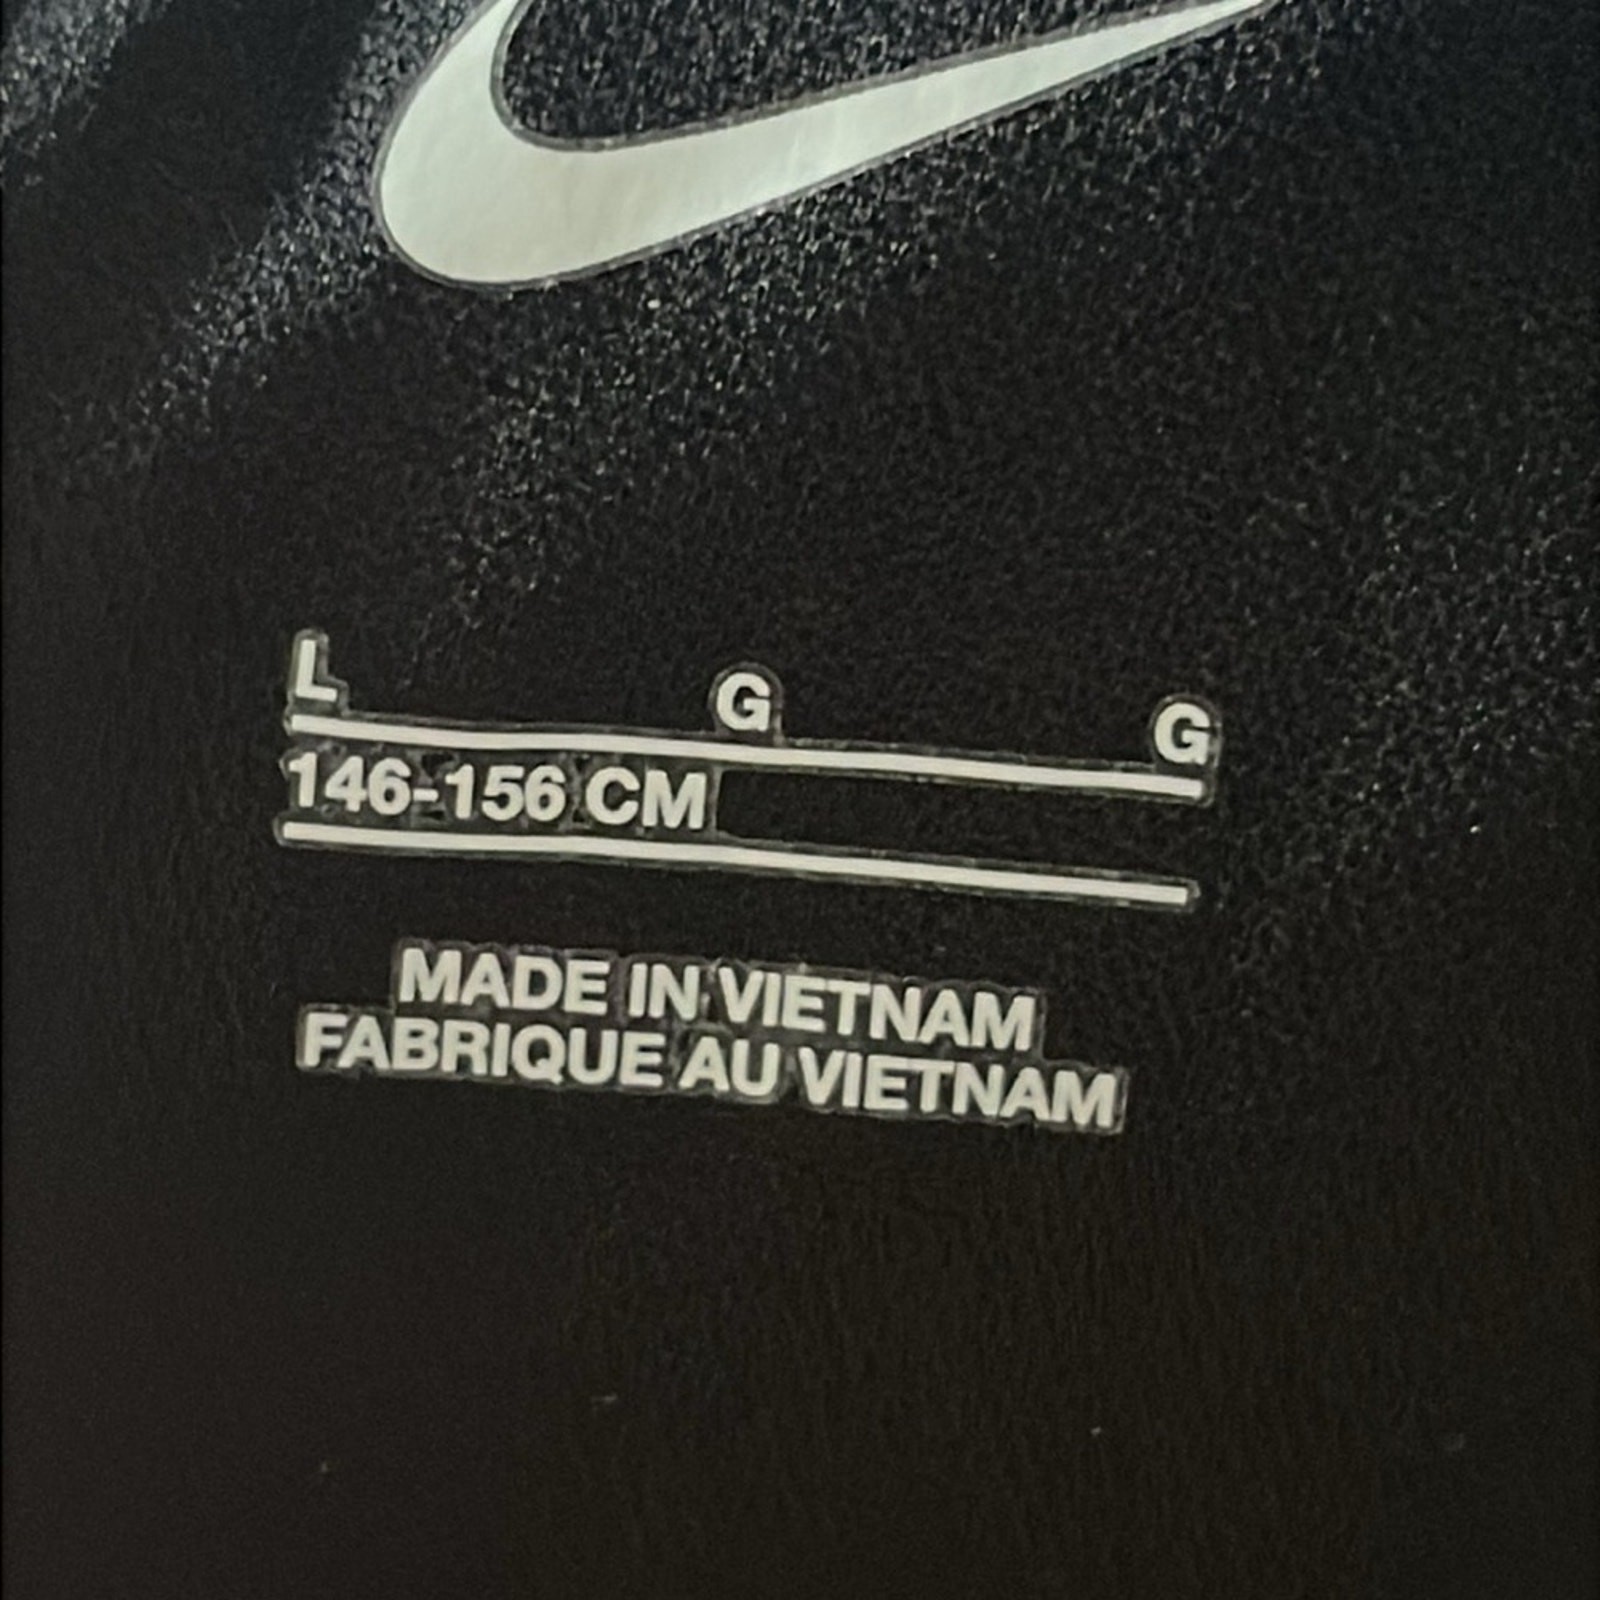 L G G
146-156 CM
MADE IN VIETNAM
FABRIQUE AU VIETNAM